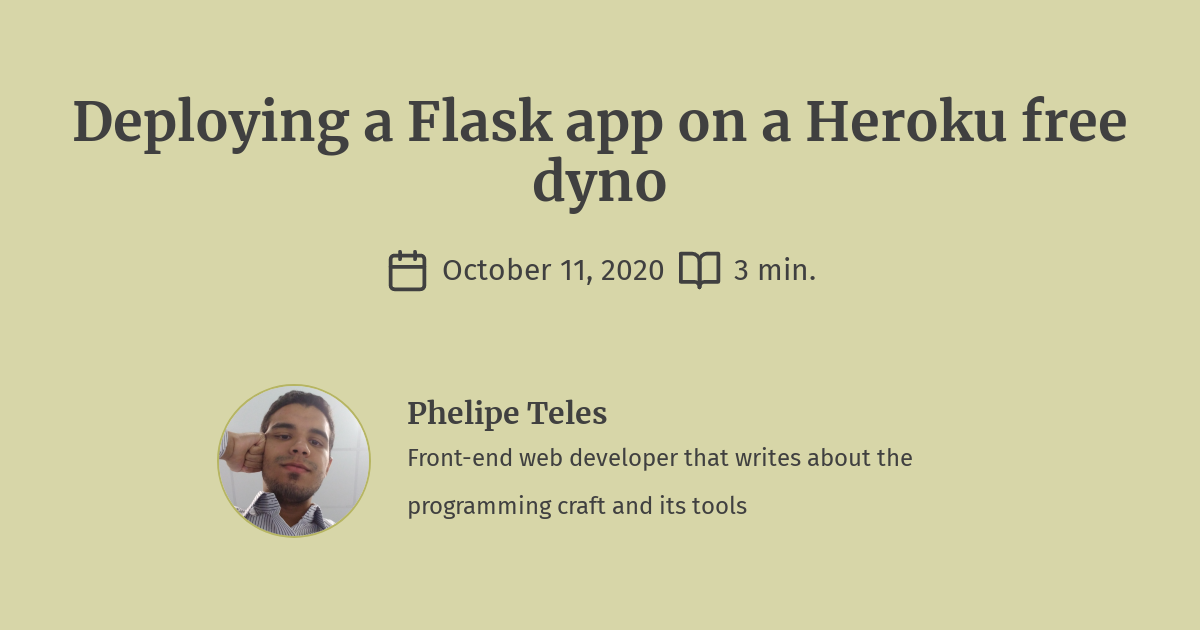 Deploying a Flask app on a Heroku free
dyno
October 11, 2020 3 min.
Phelipe Teles
Front-end web developer that writes about the
programming craft and its tools